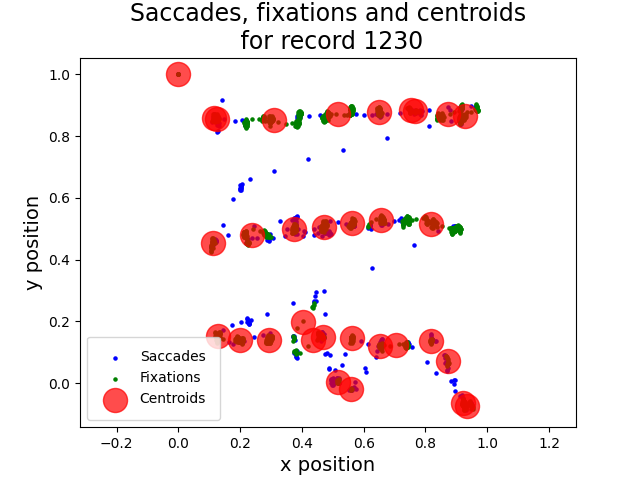 Saccades, fixations and centroids
for record 1230
y position
1.0
0.8
0.6
0.4
0.2
0.0
Saccades
Fixations
Centroids
−0.2
0.0
0.2
0.4
0.6
0.8
1.0
1.2
x position